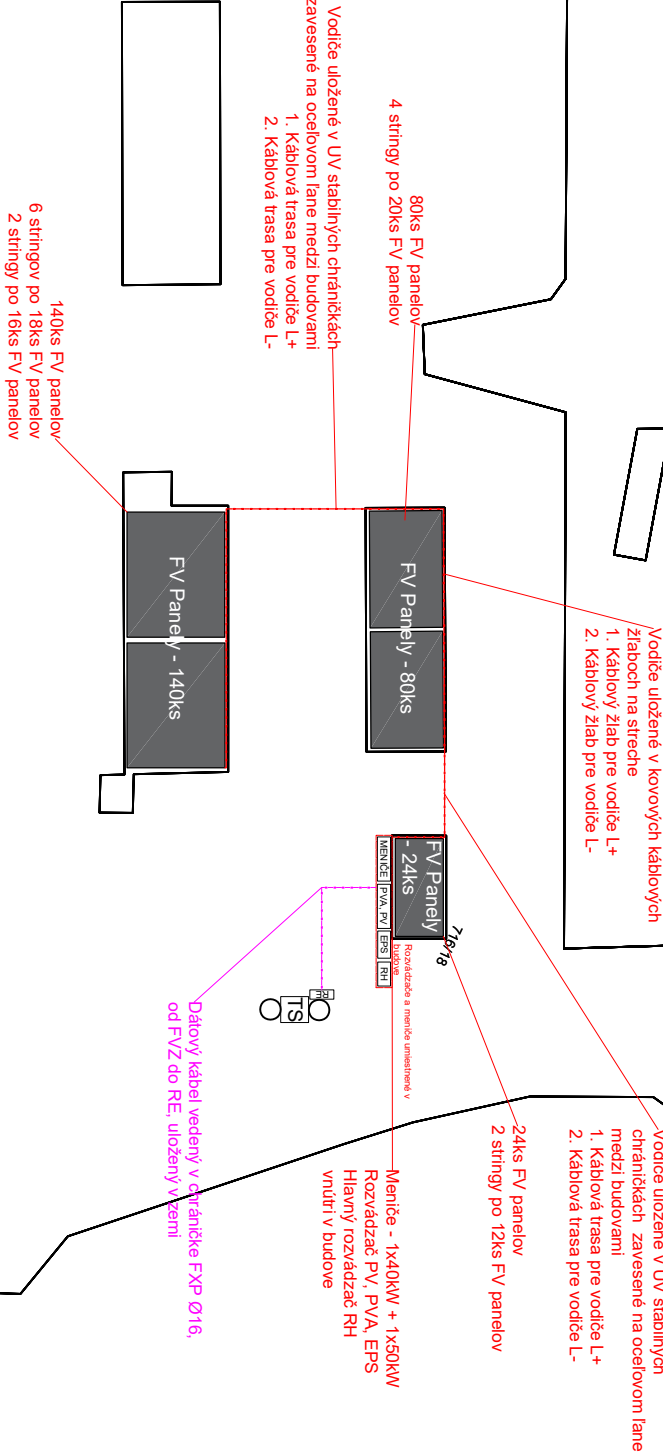 Vodiče uložené v UV stabilných
chráničkách zavesené na oceľovom lane
medzi budovami
1. Káblová trasa pre vodiče L+
2. Káblová trasa pre vodiče L-
Vodiče uložené v kovových káblových
žľaboch na streche
1. Káblový žlab pre vodiče L+
2. Káblový žlab pre vodiče L-
24ks FV panelov
2 stringy po 12ks FV panelov
716/18
FV Panely
- 24ks
Rozvádzače a meniče umiestnené v
budove
MENIČE
PVA, PV
EPS
RH
80ks FV panelov
4 stringy po 20ks FV panelov
FV Panely - 80ks
Meniče - 1x40kW + 1x50kW
Rozvádzač PV, PVA, EPS
Hlavný rozvádzač RH
vnútri v budove
Vodiče uložené v UV stabilných chráničkách
zavesené na oceľovom lane medzi budovami
1. Káblová trasa pre vodiče L+
2. Káblová trasa pre vodiče L-
RE
TS
Dátový kábel vedený v chráničke FXP Ø16,
od FVZ do RE, uložený v zemi
FV Panely - 140ks
140ks FV panelov
6 stringov po 18ks FV panelov
2 stringy po 16ks FV panelov